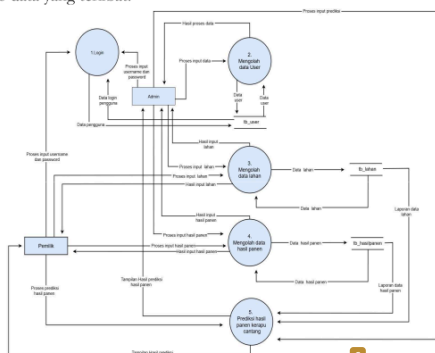 Proses input prediksi
Hasil proses data
1.Login
Proses input
username dan
password
Proses input data
2.
Mengolah
data User
Admin
Data login
pengguna
Data
user
Data
user
tb_user
Data pengguna
Proses input username
dan password
Hasil input
lahan
Proses input lahan
Proses input lahan
Hasil input lahan
3.
Mengolah
data lahan
Data lahan
tb_lahan
Data lahan
Laporan data
lahan
Hasil input
hasil panen
Proses input hasil panen
Pemilik
Proses input hasil panen
Hasil input hasil panen
4.
Mengolah data
hasil panen
Data hasil panen
tb_hasilpanen
Data hasil panen
Laporan data
hasil panen
Proses prediksi
hasil panen
Tampilan Hasil prediksi
hasil panen
5.
Prediksi hasil
panen kerapu
cantang
Tampilan Hasil prediksi